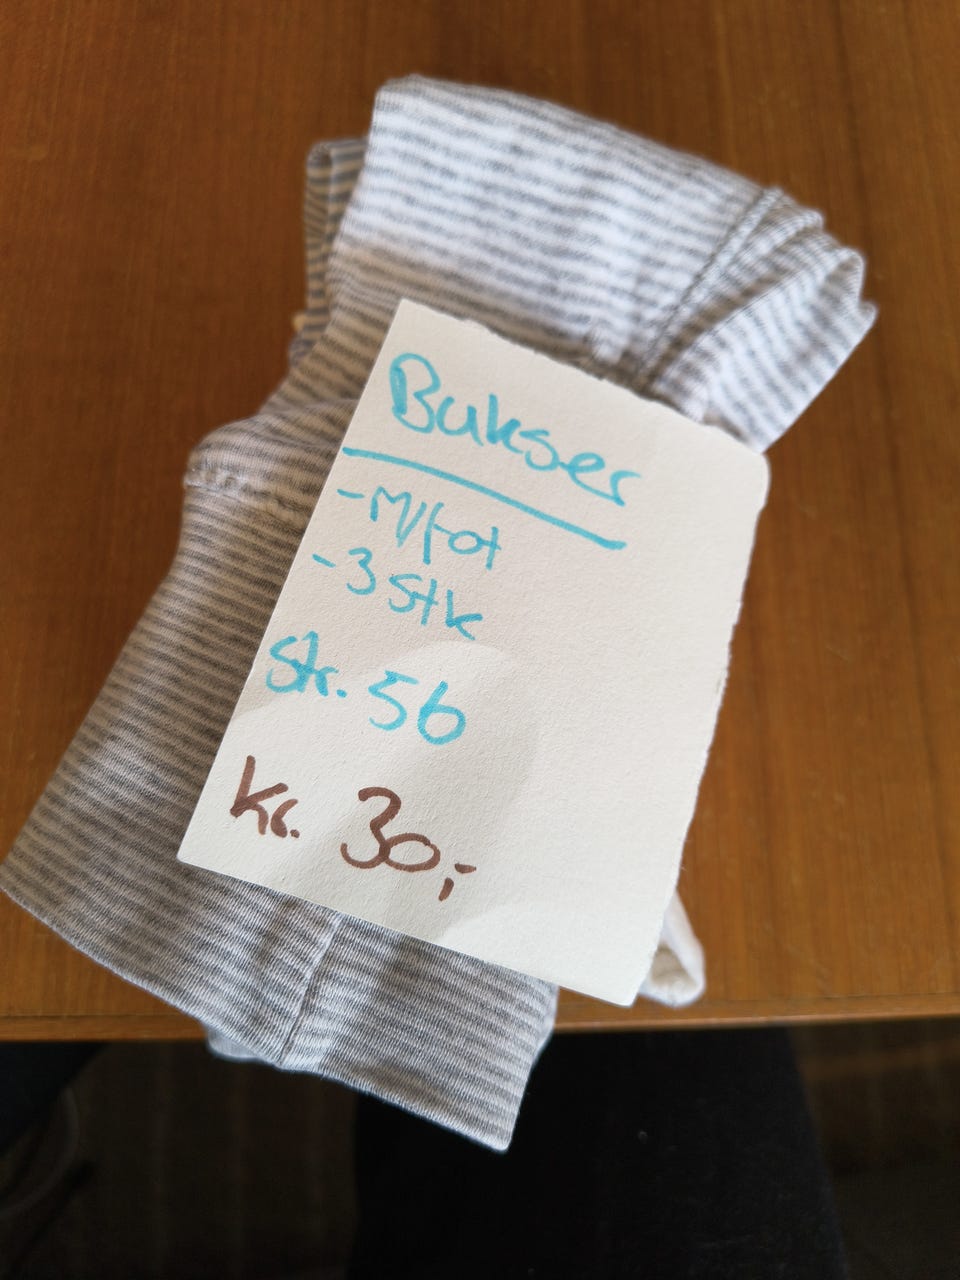 Bukser
- M/fot
- 3 Stk
Str. 56
Kr. 30,-